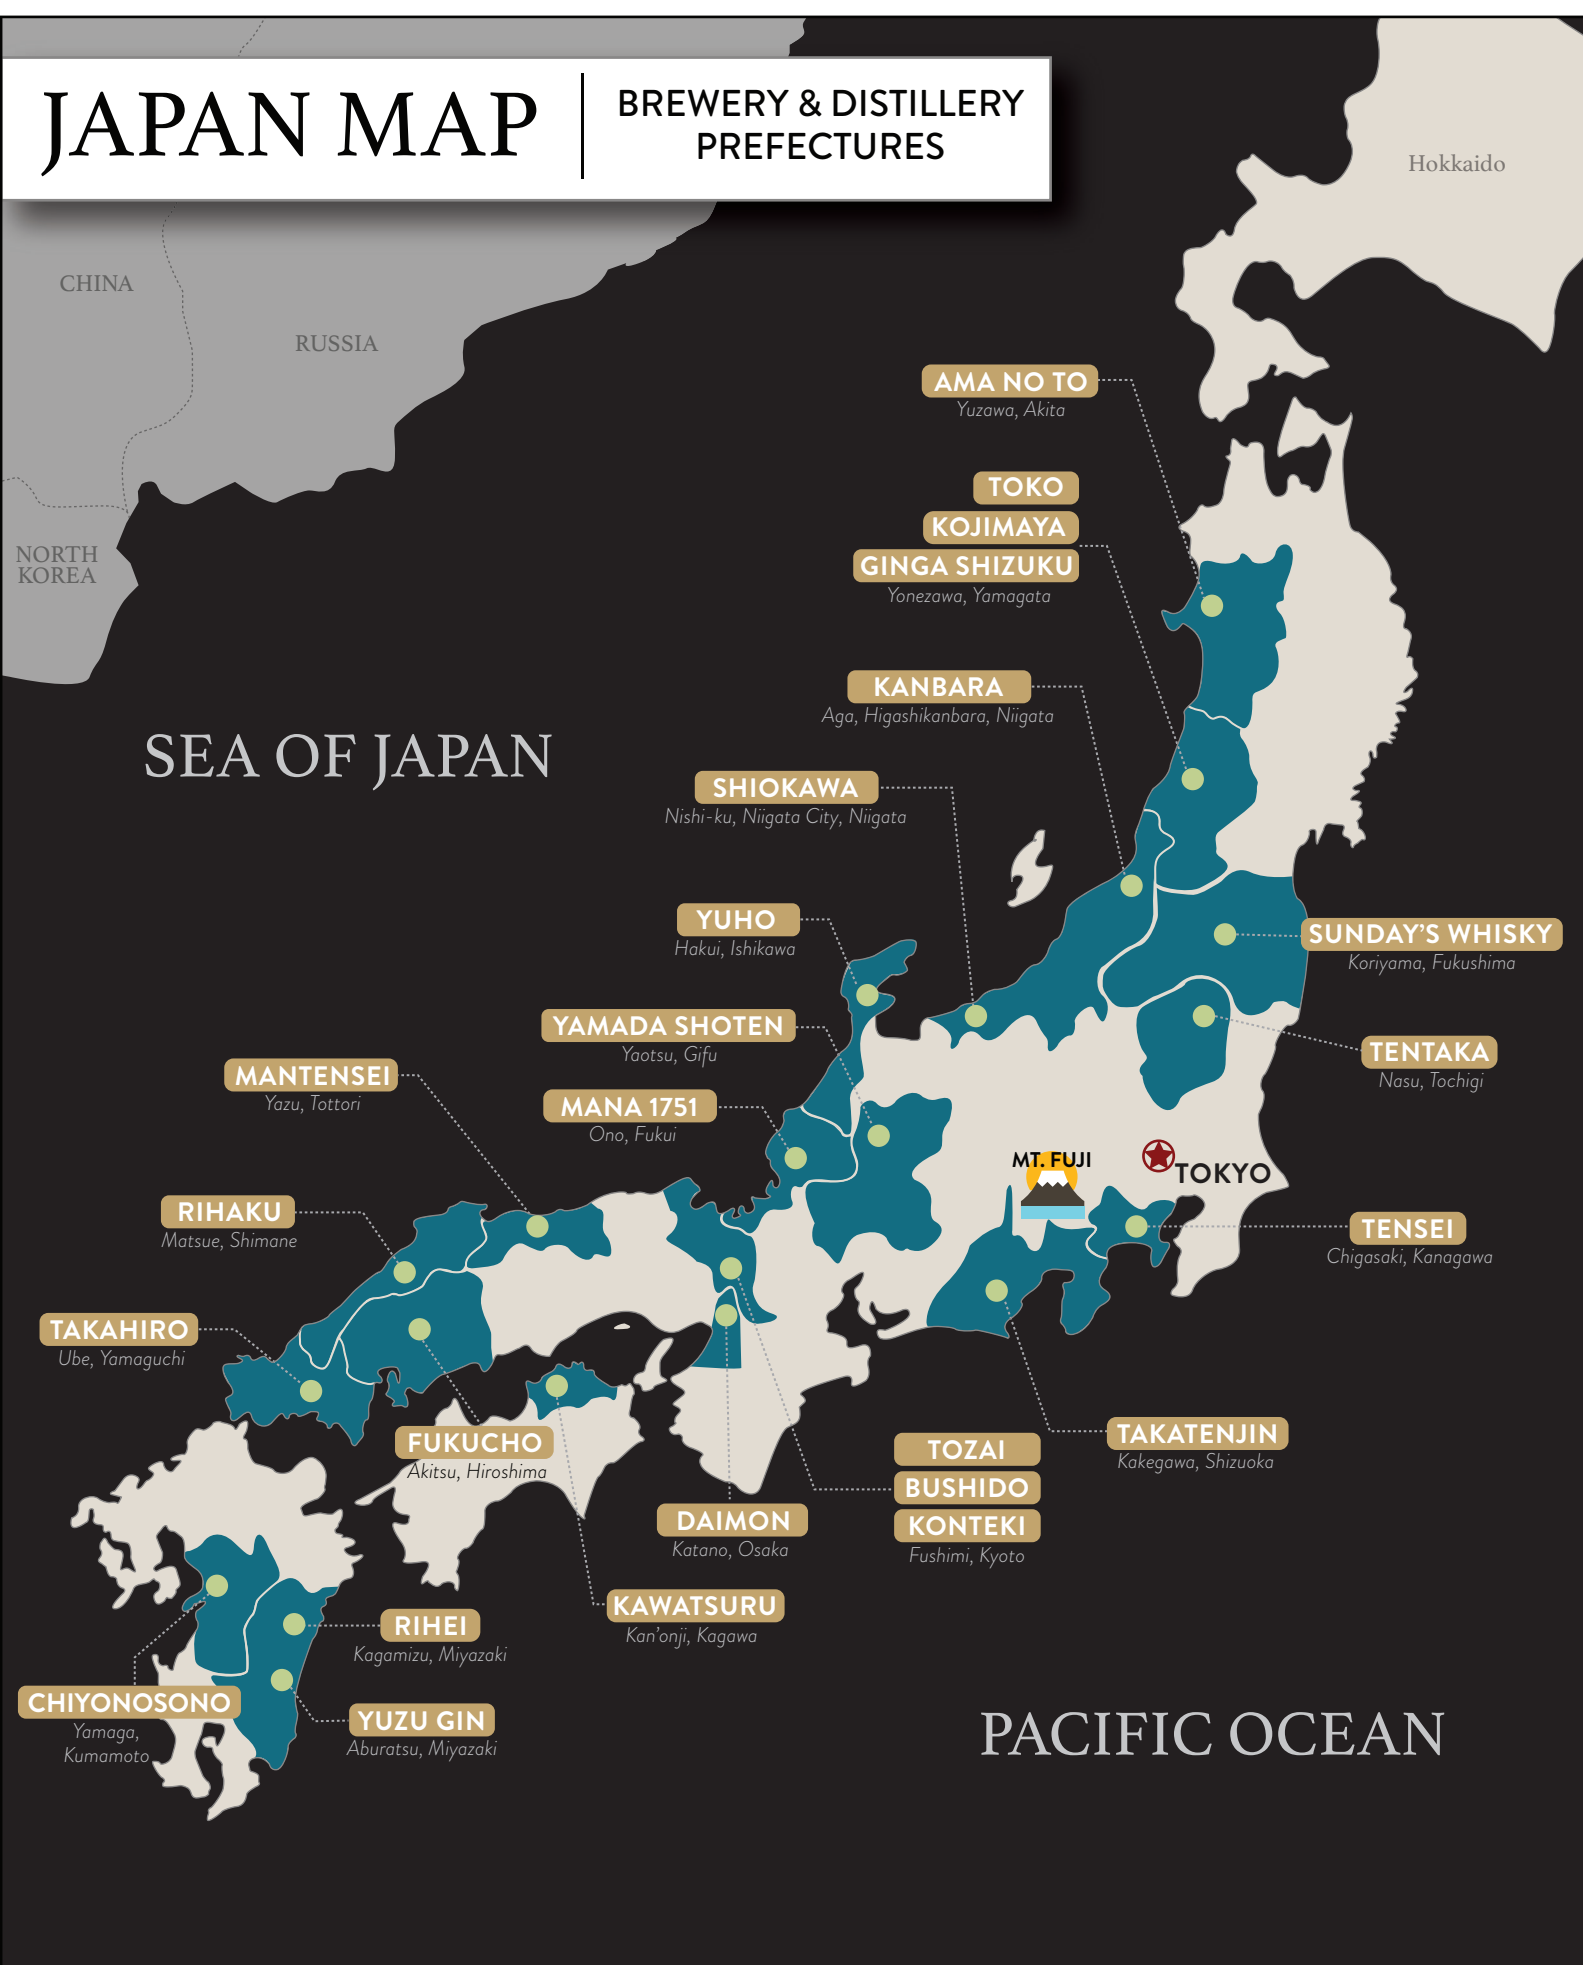 JAPAN MAP
BREWERY & DISTILLERY
PREFECTURES
Hokkaido
CHINA
RUSSIA
NORTH
KOREA
AMA NO TO
Yuzawa, Akita
TOKO
KOJIMAYA
GINGA SHIZUKU
Yonezawa, Yamagata
KANBARA
Aga, Higashikanbara, Niigata
SEA OF JAPAN
SHIOKAWA
Nishi-ku, Niigata City, Niigata
YUHO
Hakui, Ishikawa
SUNDAY'S WHISKY
Koriyama, Fukushima
YAMADA SHOTEN
Yaotsu, Gifu
TENTAKA
Nasu, Tochigi
MANTENSEI
Yazu, Tottori
MANA 1751
Ono, Fukui
MT. FUJI
TOKYO
RIHAKU
Matsue, Shimane
TENSEI
Chigasaki, Kanagawa
TAKAHIRO
Ube, Yamaguchi
FUKUCHO
Akitsu, Hiroshima
TAKATENJIN
Kakegawa, Shizuoka
TOZAI
BUSHIDO
KONTEKI
Fushimi, Kyoto
DAIMON
Katano, Osaka
KAWATSURU
Kan'onji, Kagawa
RIHEI
Kagamizu, Miyazaki
CHIYONOSONO
Yamaga,
Kumamoto
YUZU GIN
Aburatsu, Miyazaki
PACIFIC OCEAN